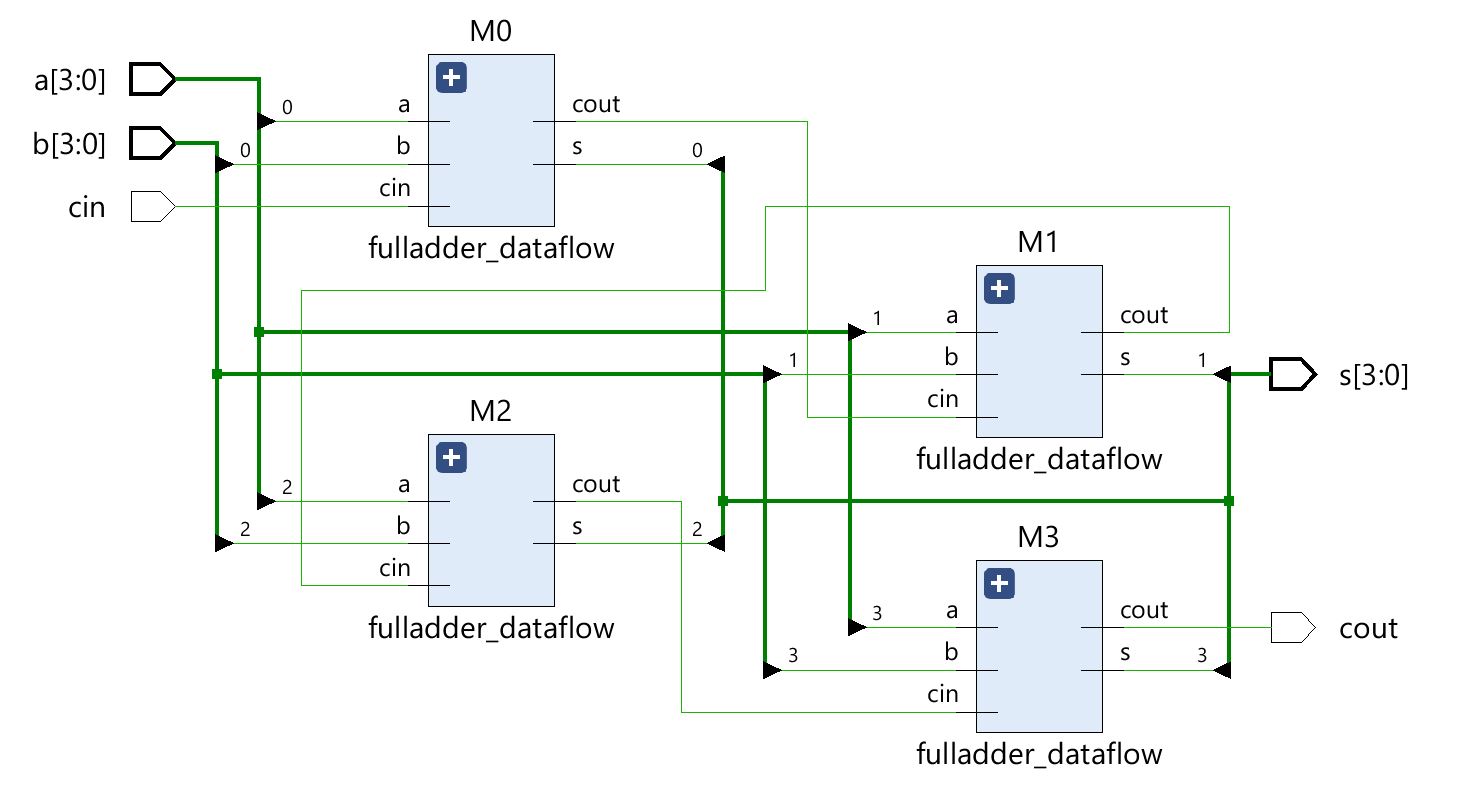 M0
a[3:0]
0
a
cout
b[3:0]
0
b
s
0
cin
cin
fulladder_dataflow
M1
1
a
cout
1
b
s
1
s[3:0]
cin
M2
fulladder_dataflow
2
a
cout
2
b
s
2
M3
cin
3
a
cout
cout
fulladder_dataflow
3
b
s
3
cin
fulladder_dataflow